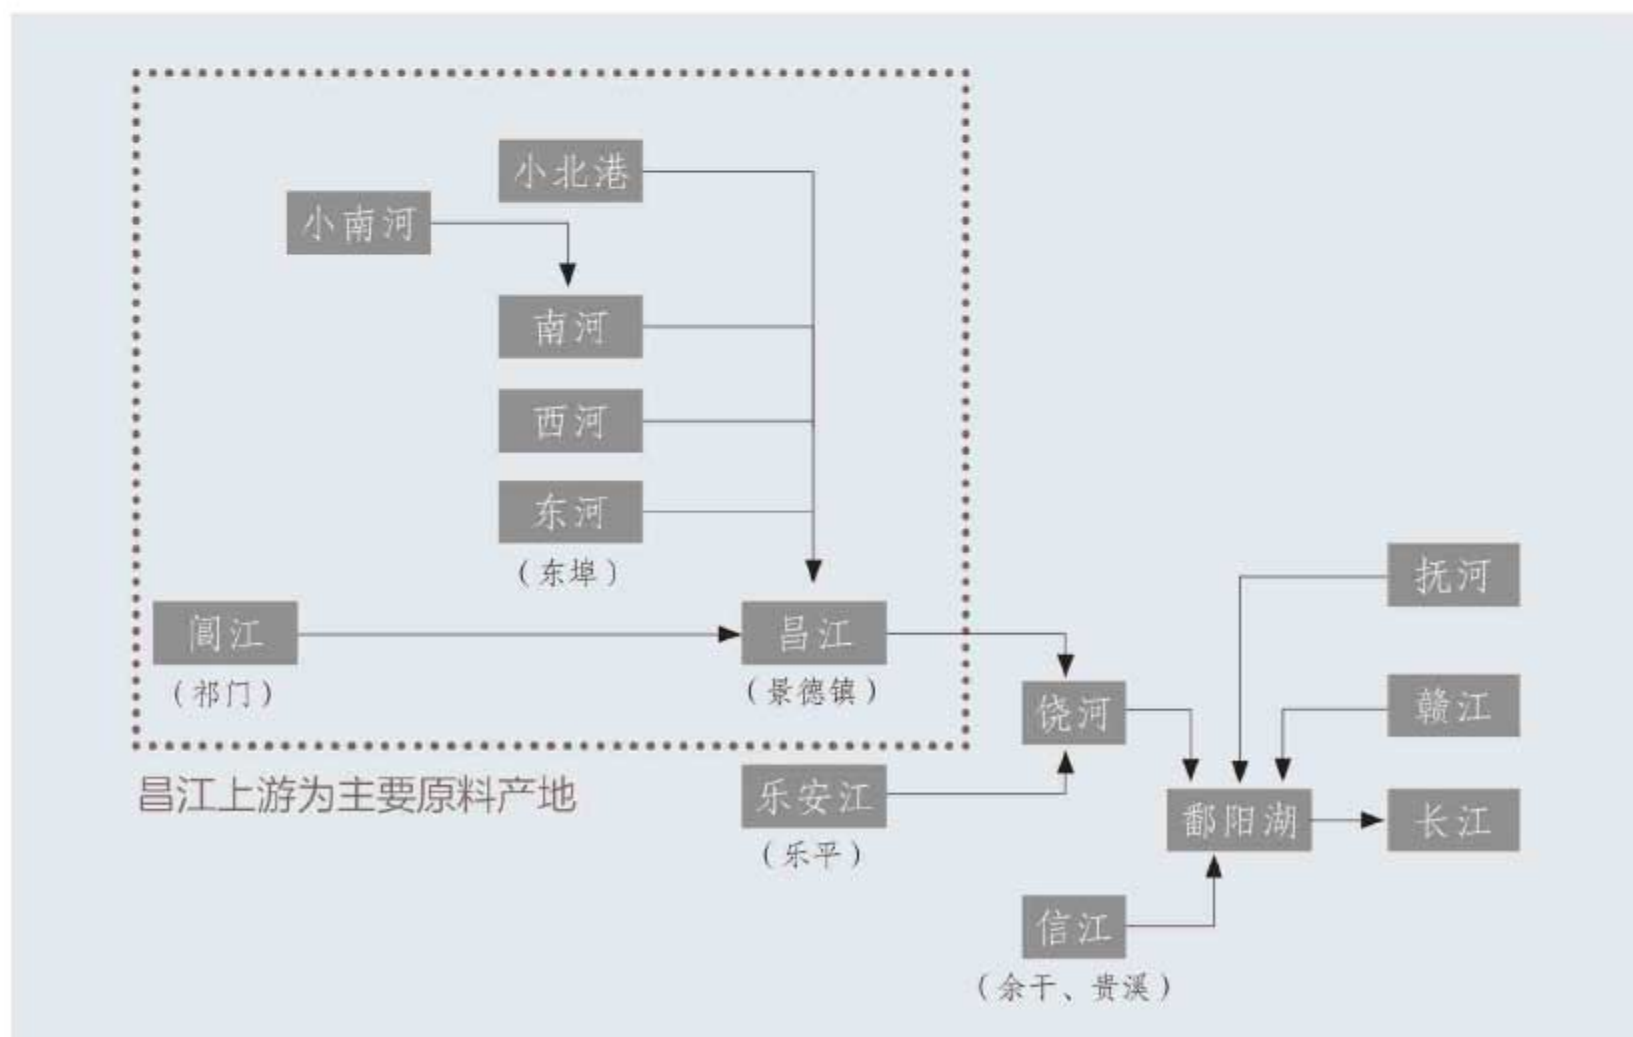 小北港
小南河
南河
西河
东河
（东埠）
阊江
（祁门）
昌江
（景德镇）
昌江上游为主要原料产地
乐安江
（乐平）
饶河
抚河
赣江
鄱阳湖
长江
信江
（余干、贵溪）